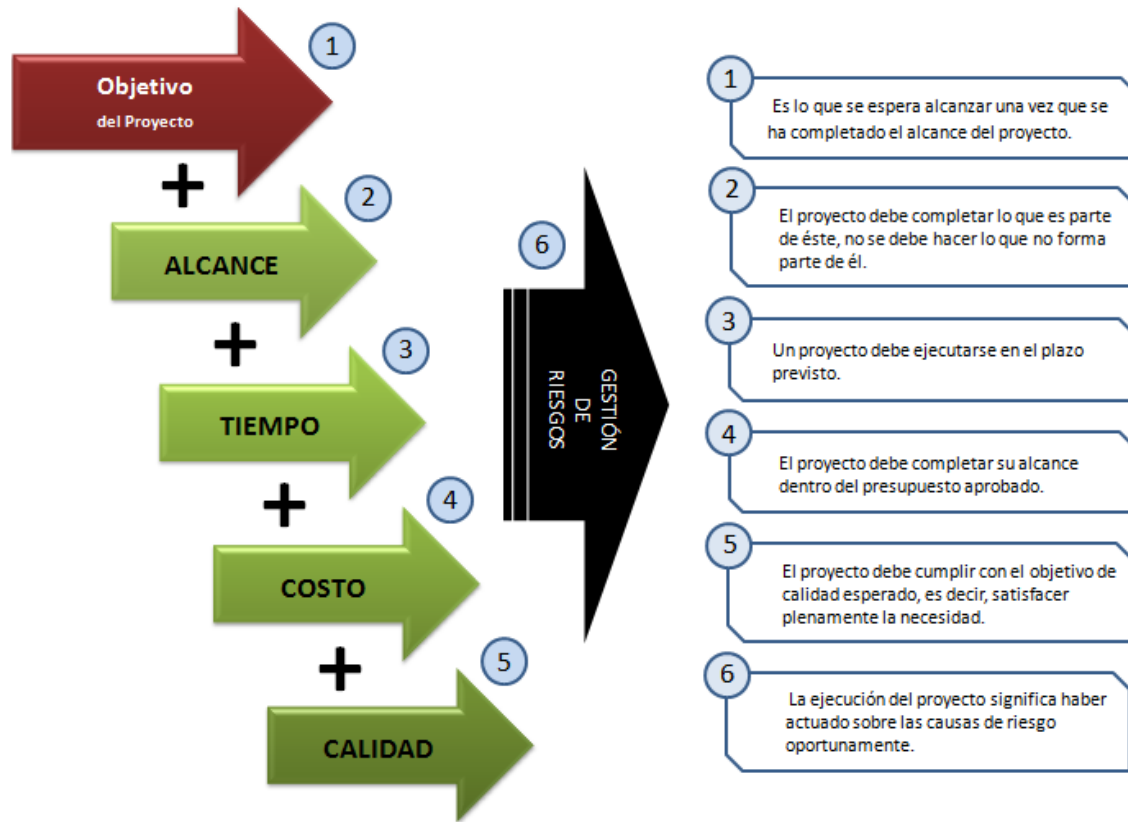 Objetivo
del Proyecto
1
+
ALCANCE
2
+
TIEMPO
3
+
COSTO
4
+
CALIDAD
5
6
GESTIÓN
DE
RIESGOS
1
Es lo que se espera alcanzar una vez que se
ha completado el alcance del proyecto.
2
El proyecto debe completar lo que es parte
de éste, no se debe hacer lo que no forma
parte de él.
3
Un proyecto debe ejecutarse en el plazo
previsto.
4
El proyecto debe completar su alcance
dentro del presupuesto aprobado.
5
El proyecto debe cumplir con el objetivo de
calidad esperado, es decir, satisfacer
plenamente la necesidad.
6
La ejecución del proyecto significa haber
actuado sobre las causas de riesgo
oportunamente.